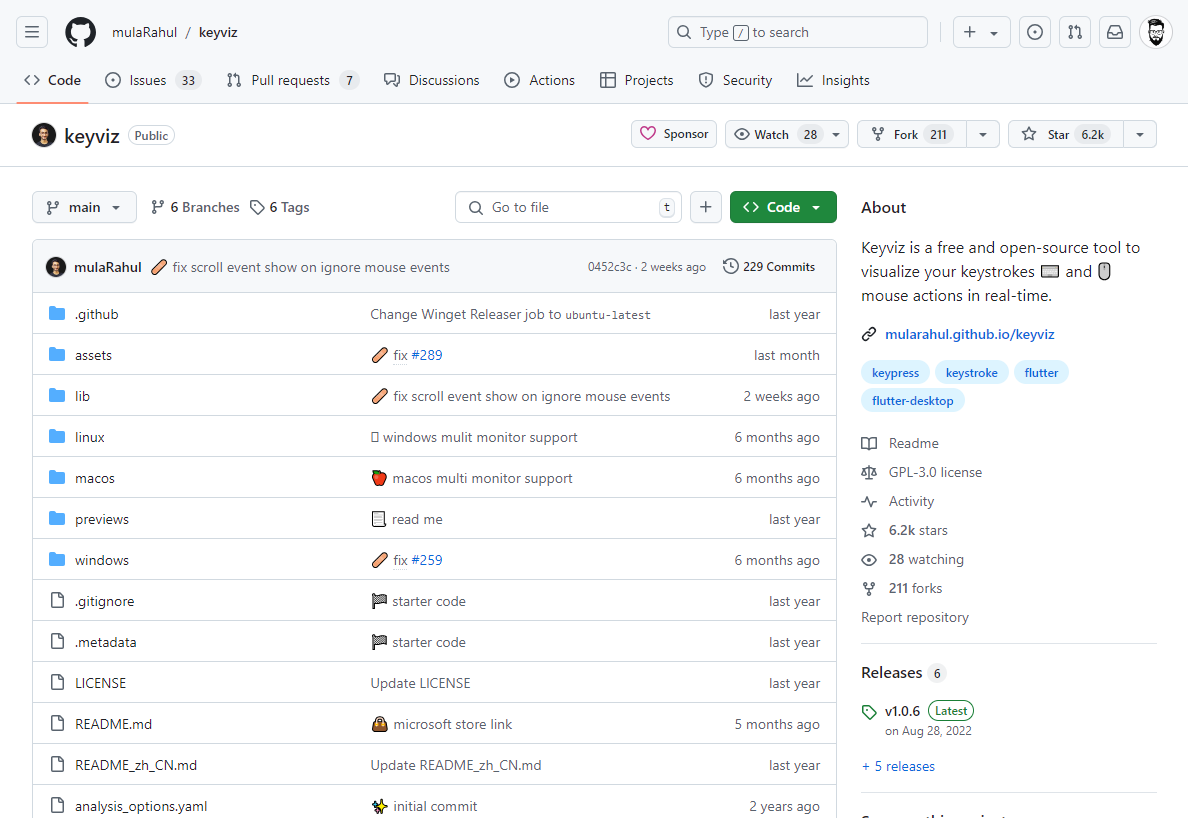 mulaRahul / keyviz Type / to search
Code Issues 33 Pull requests 7 Discussions Actions Projects Security Insights
keyviz Public Sponsor Watch 28 Fork 211 Star 6.2k
main 6 Branches 6 Tags Go to file t + Code
mulaRahul fix scroll event show on ignore mouse events 0452c3c · 2 weeks ago 229 Commits
.github Change Winget Releaser job to ubuntu-latest last year
assets fix #289 last month
lib fix scroll event show on ignore mouse events 2 weeks ago
linux windows mulit monitor support 6 months ago
macos macos multi monitor support 6 months ago
previews read me last year
windows fix #259 6 months ago
.gitignore starter code last year
.metadata starter code last year
LICENSE Update LICENSE last year
README.md microsoft store link 5 months ago
README_zh_CN.md Update README_zh_CN.md last year
analysis_options.yaml initial commit 2 years ago
About
Keyviz is a free and open-source tool to
visualize your keystrokes ⌨️ and 🖱️
mouse actions in real-time.
mularahul.github.io/keyviz
keypress keystroke flutter
flutter-desktop
Readme
GPL-3.0 license
Activity
6.2k stars
28 watching
211 forks
Report repository
Releases 6
v1.0.6 Latest
on Aug 28, 2022
+ 5 releases